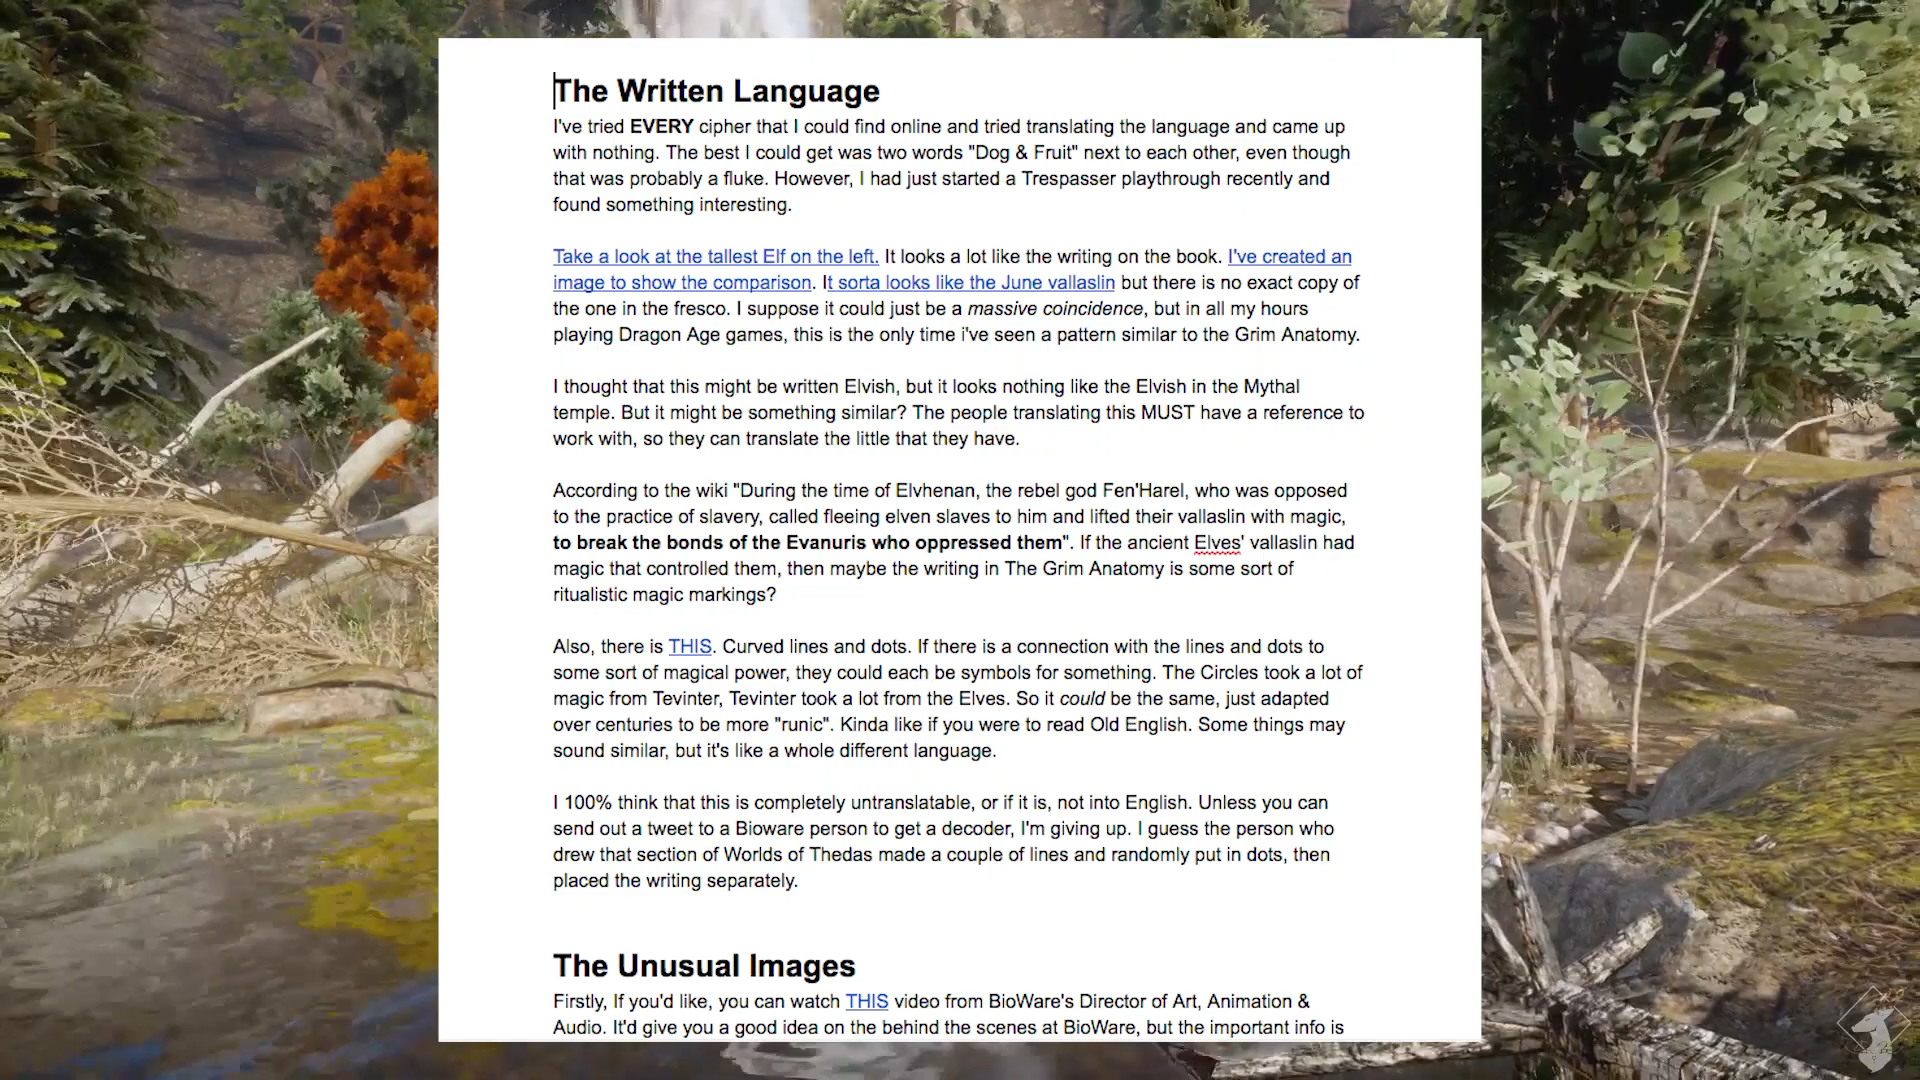 The Written Language
I've tried EVERY cipher that I could find online and tried translating the language and came up
with nothing. The best I could get was two words "Dog & Fruit" next to each other, even though
that was probably a fluke. However, I had just started a Trespasser playthrough recently and
found something interesting.
Take a look at the tallest Elf on the left. It looks a lot like the writing on the book. I've created an
image to show the comparison. It sorta looks like the June vallaslin but there is no exact copy of
the one in the fresco. I suppose it could just be a massive coincidence, but in all my hours
playing Dragon Age games, this is the only time i've seen a pattern similar to the Grim Anatomy.
I thought that this might be written Elvish, but it looks nothing like the Elvish in the Mythal
temple. But it might be something similar? The people translating this MUST have a reference to
work with, so they can translate the little that they have.
According to the wiki "During the time of Elvhenan, the rebel god Fen'Harel, who was opposed
to the practice of slavery, called fleeing elven slaves to him and lifted their vallaslin with magic,
to break the bonds of the Evanuris who oppressed them". If the ancient Elves' vallaslin had
magic that controlled them, then maybe the writing in The Grim Anatomy is some sort of
ritualistic magic markings?
Also, there is THIS. Curved lines and dots. If there is a connection with the lines and dots to
some sort of magical power, they could each be symbols for something. The Circles took a lot of
magic from Tevinter, Tevinter took a lot from the Elves. So it could be the same, just adapted
over centuries to be more "runic". Kinda like if you were to read Old English. Some things may
sound similar, but it's like a whole different language.
I 100% think that this is completely untranslatable, or if it is, not into English. Unless you can
send out a tweet to a Bioware person to get a decoder, I'm giving up. I guess the person who
drew that section of Worlds of Thedas made a couple of lines and randomly put in dots, then
placed the writing separately.
The Unusual Images
Firstly, If you'd like, you can watch THIS video from BioWare's Director of Art, Animation &
Audio. It'd give you a good idea on the behind the scenes at BioWare, but the important info is